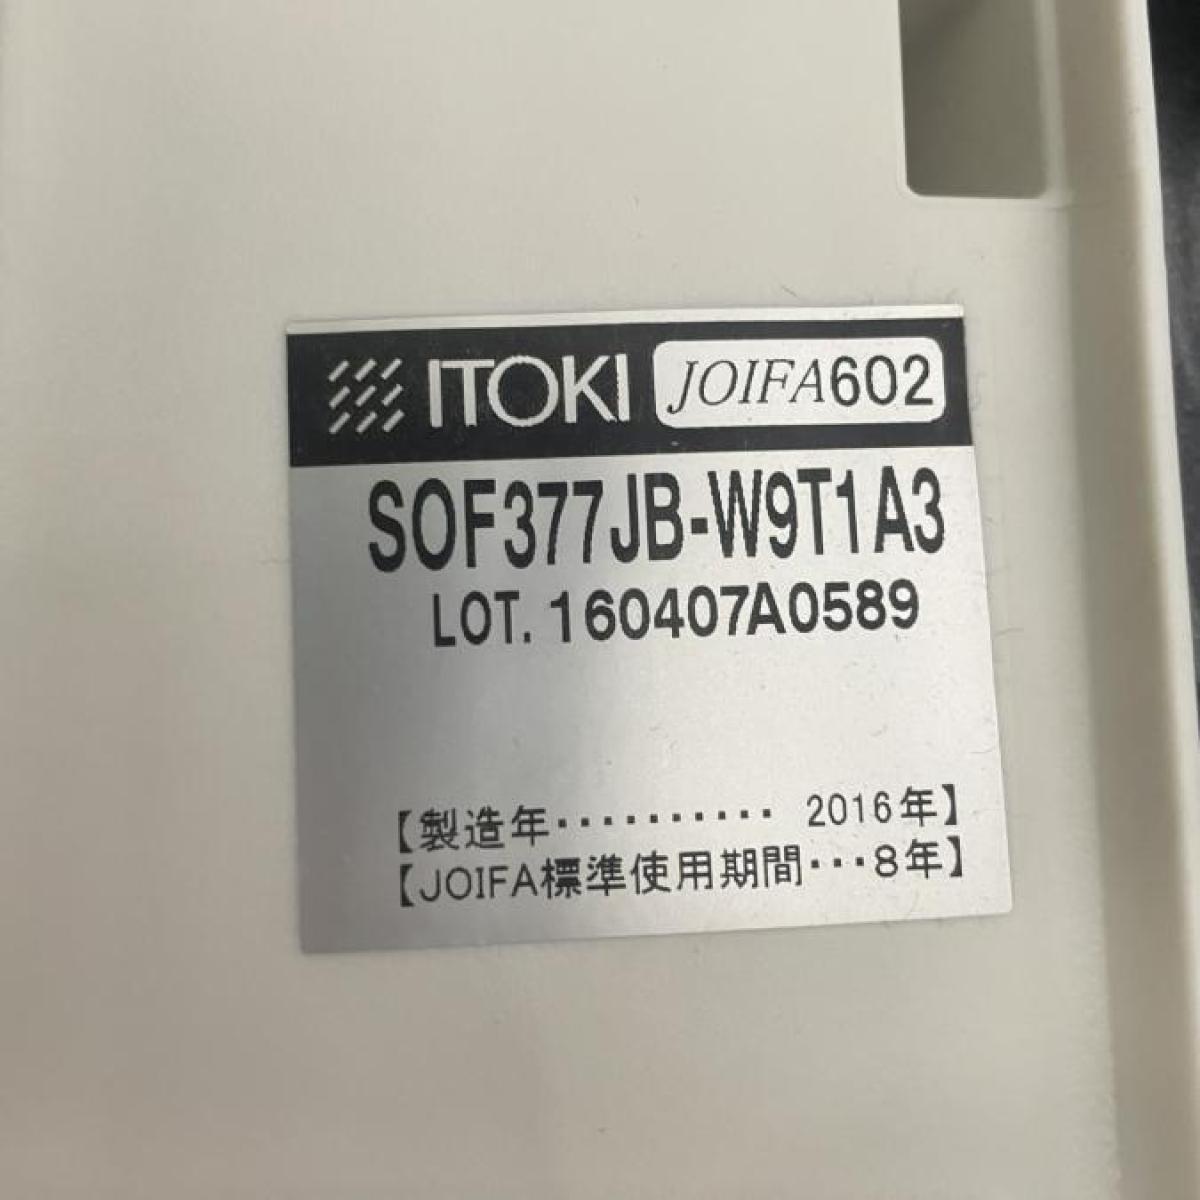 ITOKI JOIFA602
SOF377JB-W9T1A3
LOT. 160407A0589
【製造年‥‥‥‥‥ 2016年】
【JOIFA標準使用期間･･･8年】